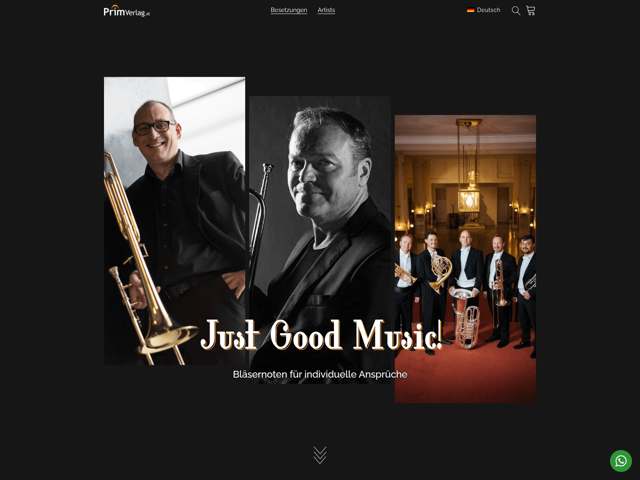 PrimVerlag.at
Besetzungen
Artists
Deutsch
Just Good Music!
Bläsernoten für individuelle Ansprüche